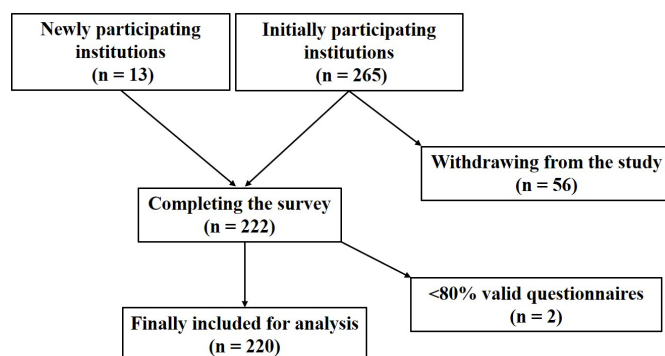 Newly participating
institutions
(n = 13)
Initially participating
institutions
(n = 265)
Withdrawing from the study
(n = 56)
Completing the survey
(n = 222)
<80% valid questionnaires
(n = 2)
Finally included for analysis
(n = 220)